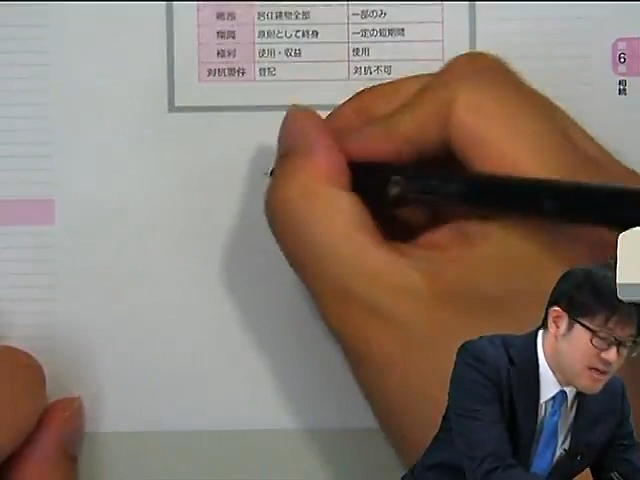 範囲 居住建物全部 一部のみ
期間 原則として終身 一定の短期間
権利 使用・収益 使用
対抗要件 登記 対抗不可
第
6
章
相続